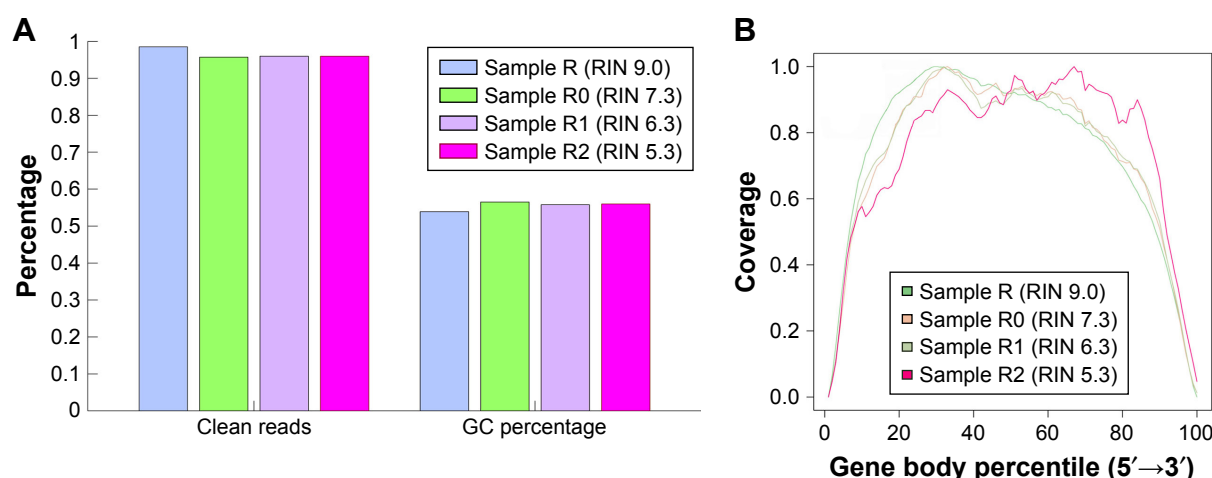 A
Percentage
1
0.9
0.8
0.7
0.6
0.5
0.4
0.3
0.2
0.1
0
Clean reads
GC percentage
Sample R (RIN 9.0)
Sample R0 (RIN 7.3)
Sample R1 (RIN 6.3)
Sample R2 (RIN 5.3)
B
Coverage
1.0
0.8
0.6
0.4
0.2
0.0
0
20
40
60
80
100
Sample R (RIN 9.0)
Sample R0 (RIN 7.3)
Sample R1 (RIN 6.3)
Sample R2 (RIN 5.3)
Gene body percentile (5′→3′)